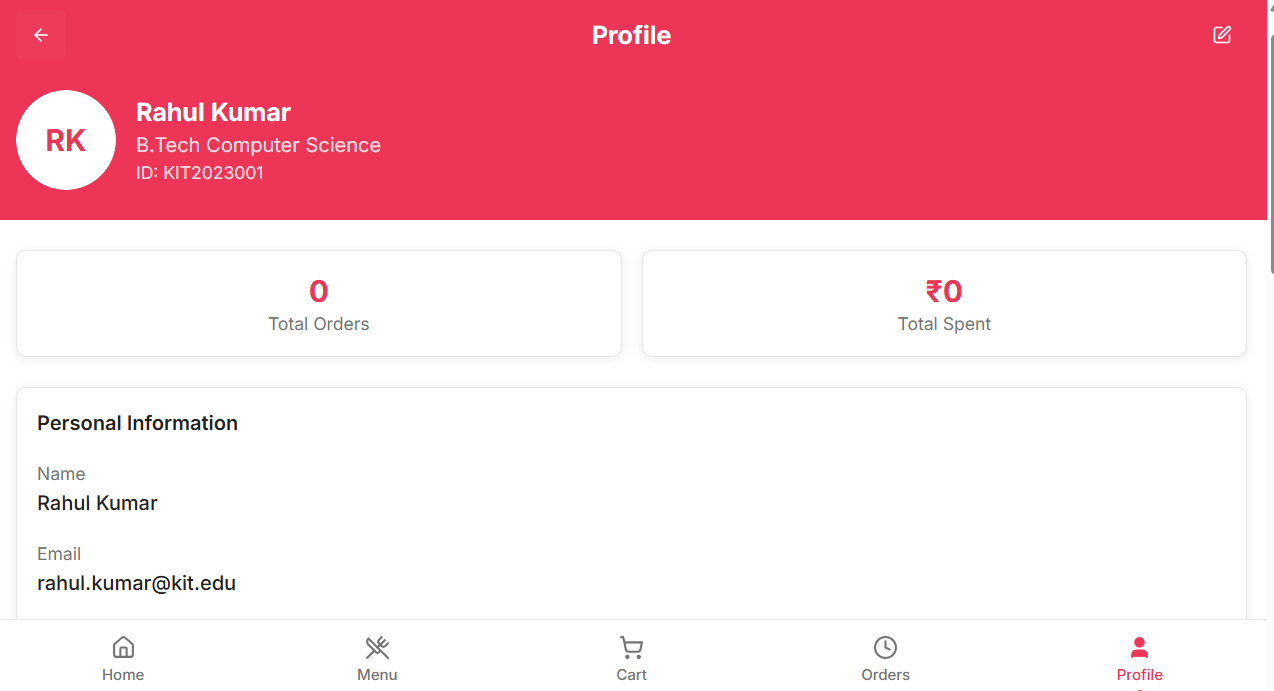 Profile
RK
Rahul Kumar
B.Tech Computer Science
ID: KIT2023001
0
Total Orders
₹0
Total Spent
Personal Information
Name
Rahul Kumar
Email
rahul.kumar@kit.edu
Home
Menu
Cart
Orders
Profile